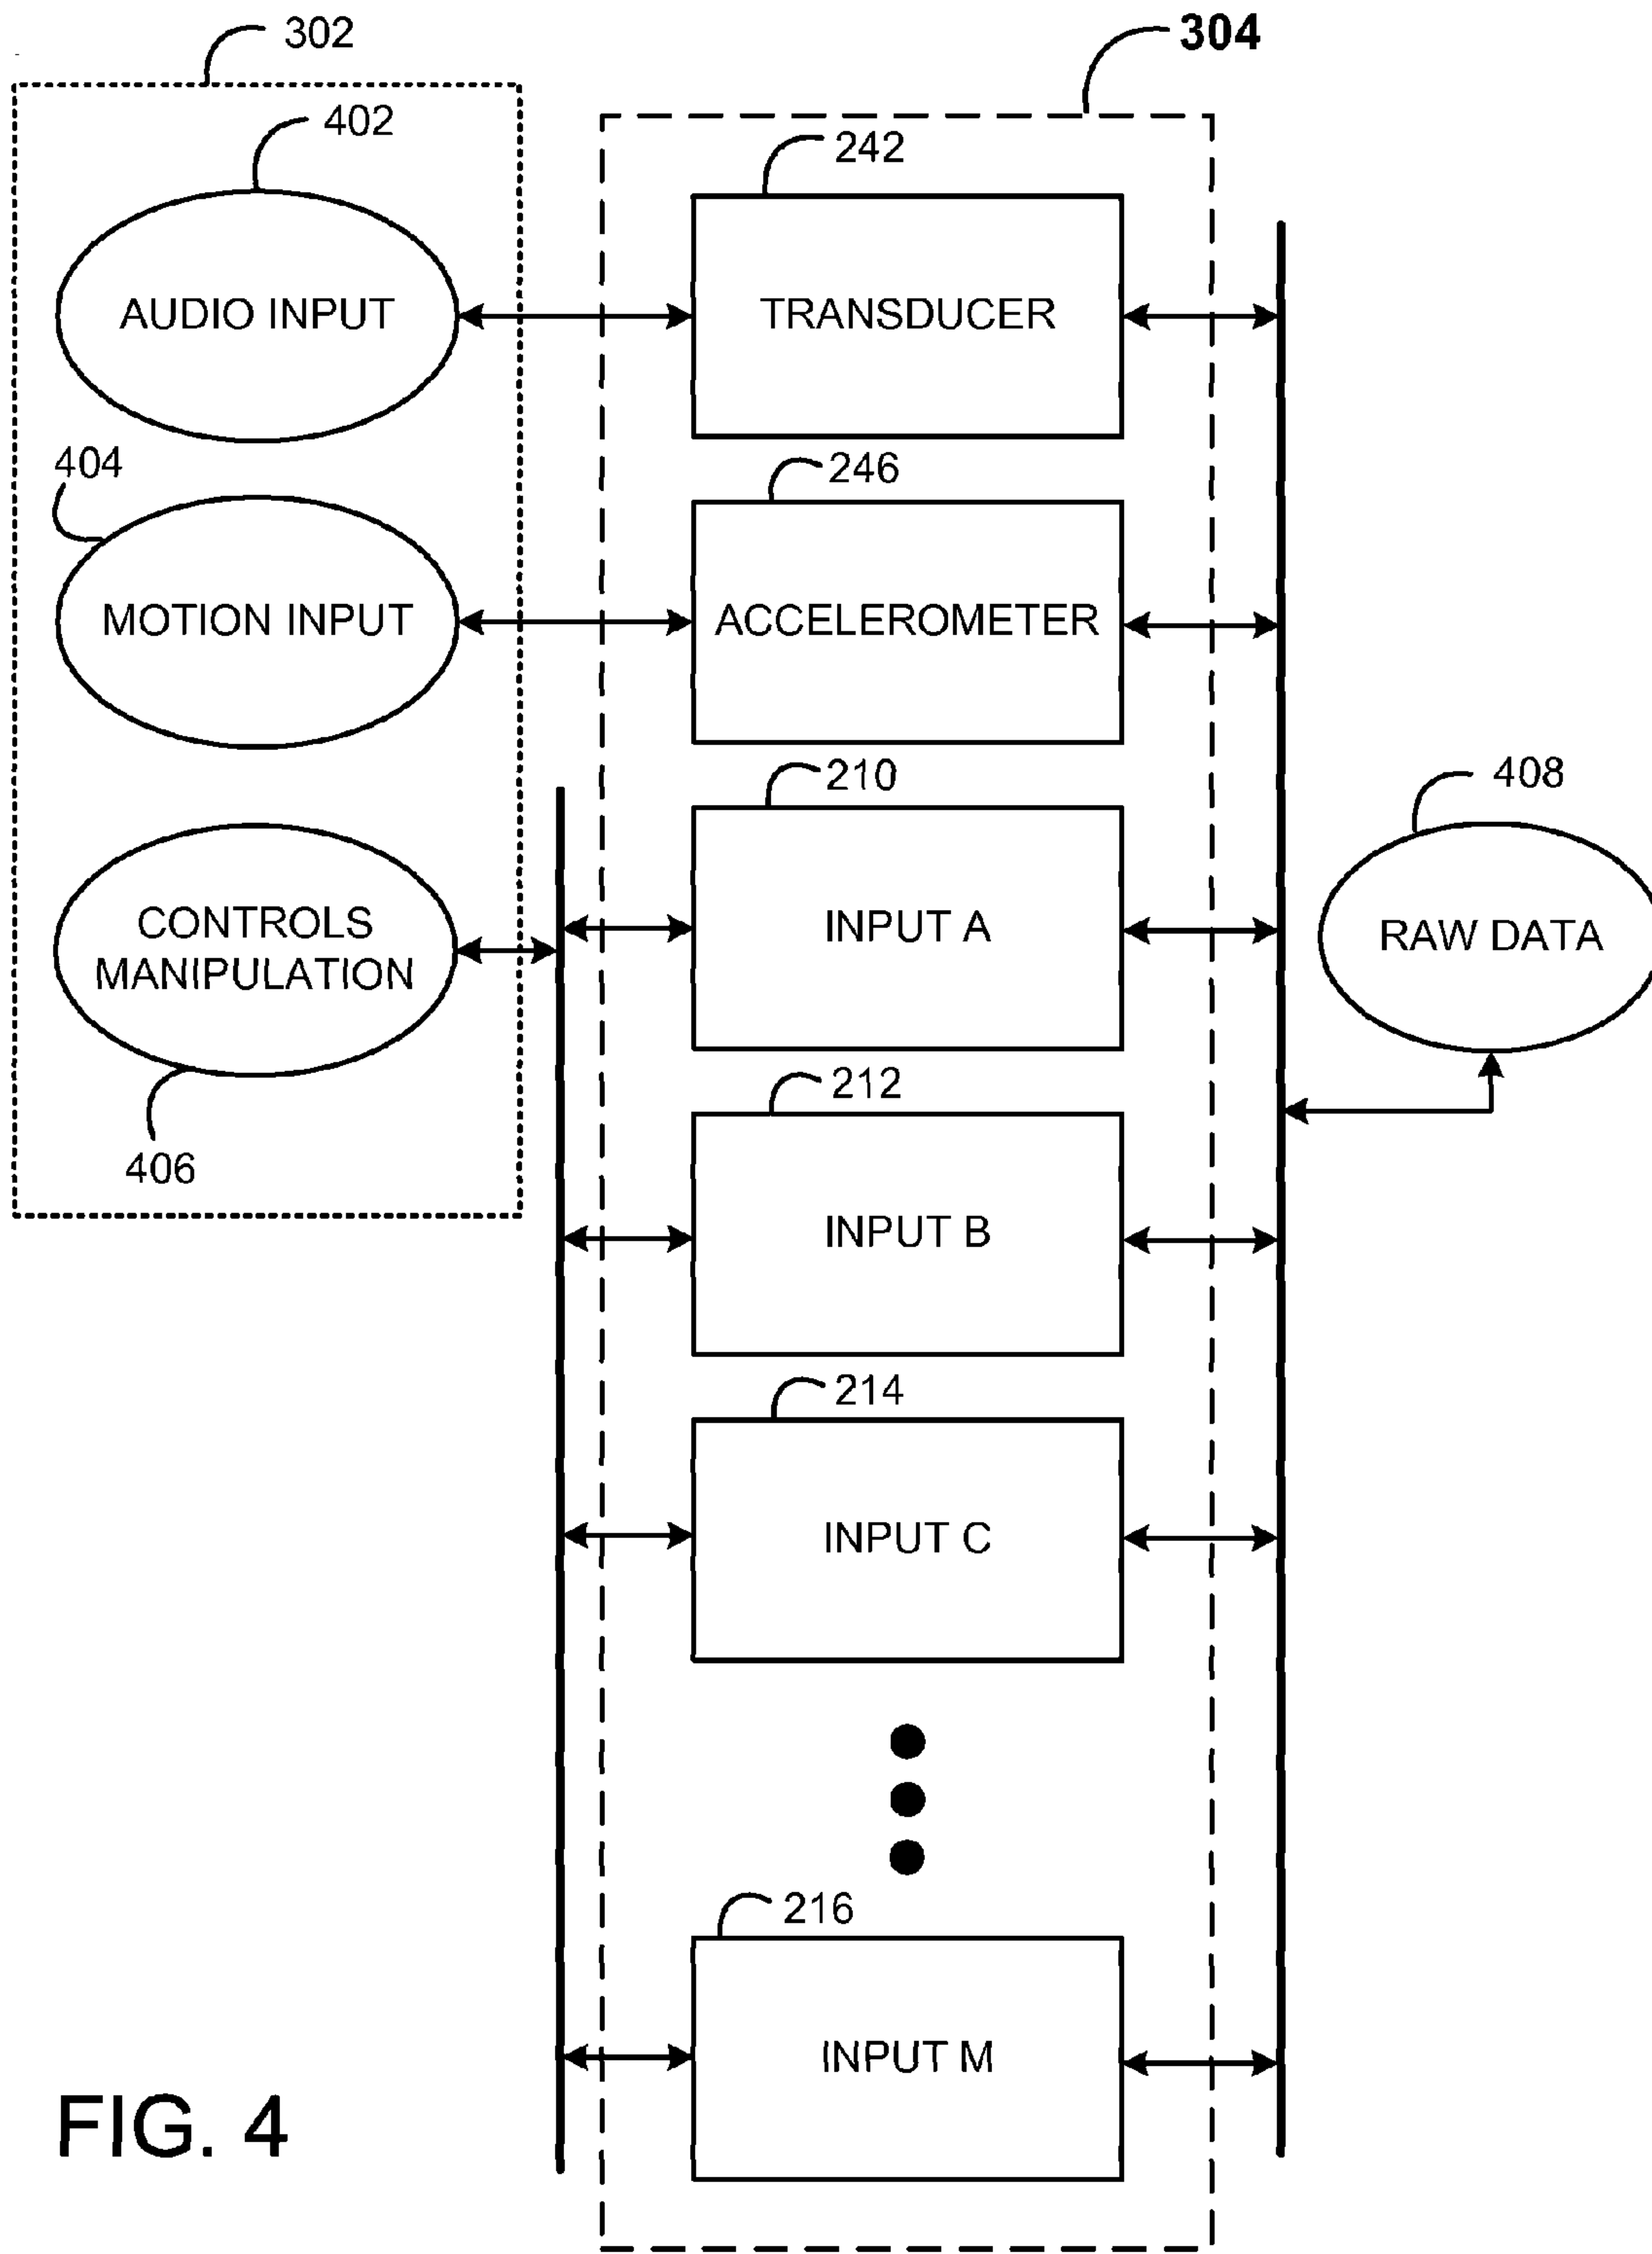 302
304
402
242
AUDIO INPUT
TRANSDUCER
404
246
MOTION INPUT
ACCELEROMETER
210
408
CONTROLS
MANIPULATION
INPUT A
RAW DATA
212
406
INPUT B
214
INPUT C
216
INPUT M
FIG. 4